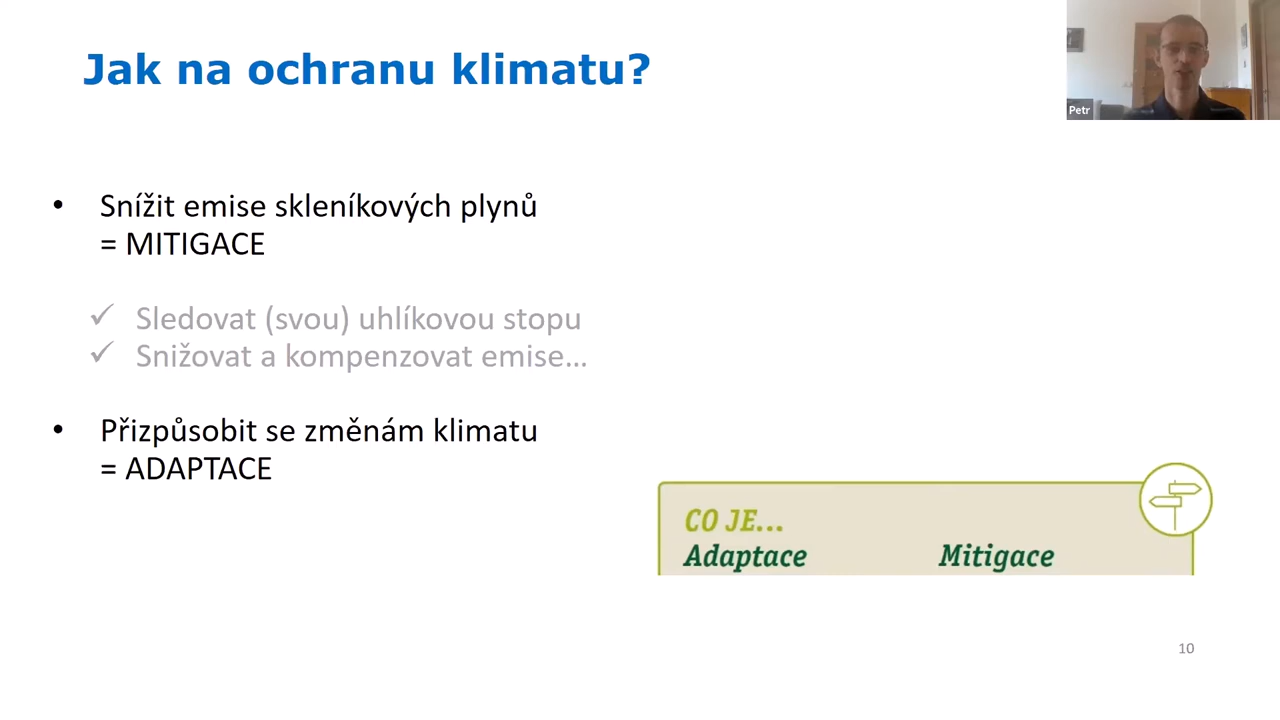 Jak na ochranu klimatu?
Petr
• Snížit emise skleníkových plynů
= MITIGACE
✓ Sledovat (svou) uhlíkovou stopu
✓ Snižovat a kompenzovat emise…
• Přizpůsobit se změnám klimatu
= ADAPTACE
CO JE...
Adaptace Mitigace
10